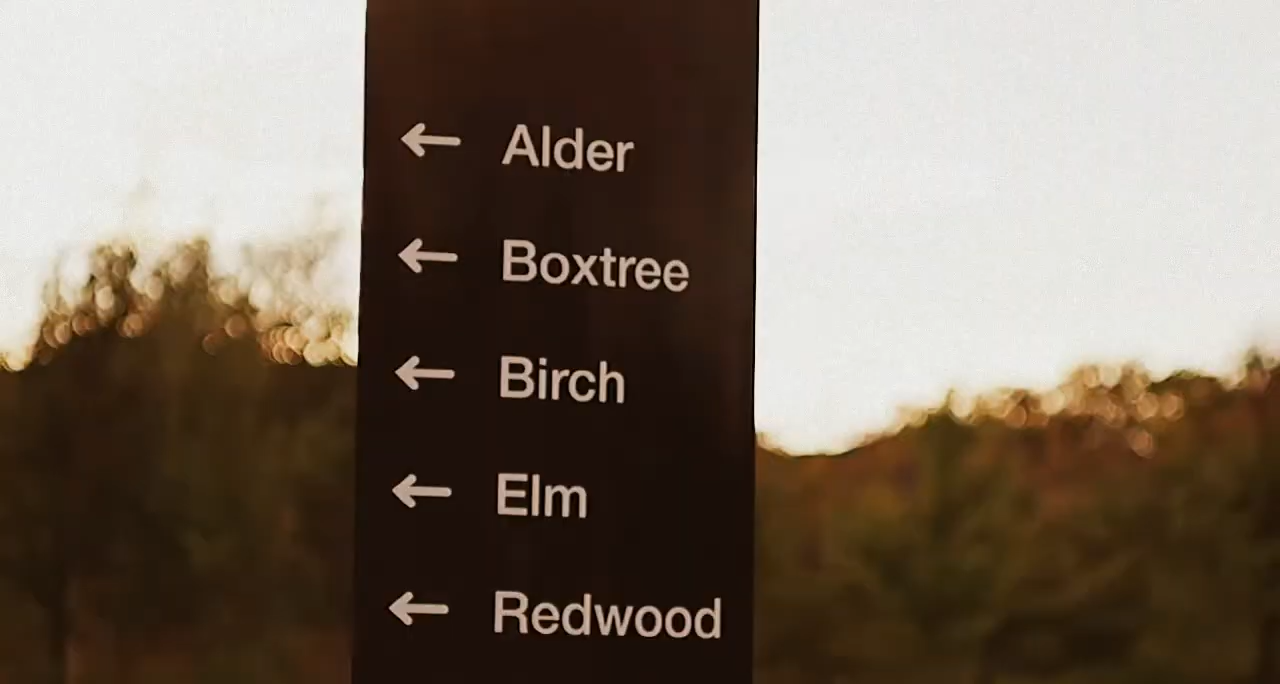 ← Alder
← Boxtree
← Birch
← Elm
← Redwood